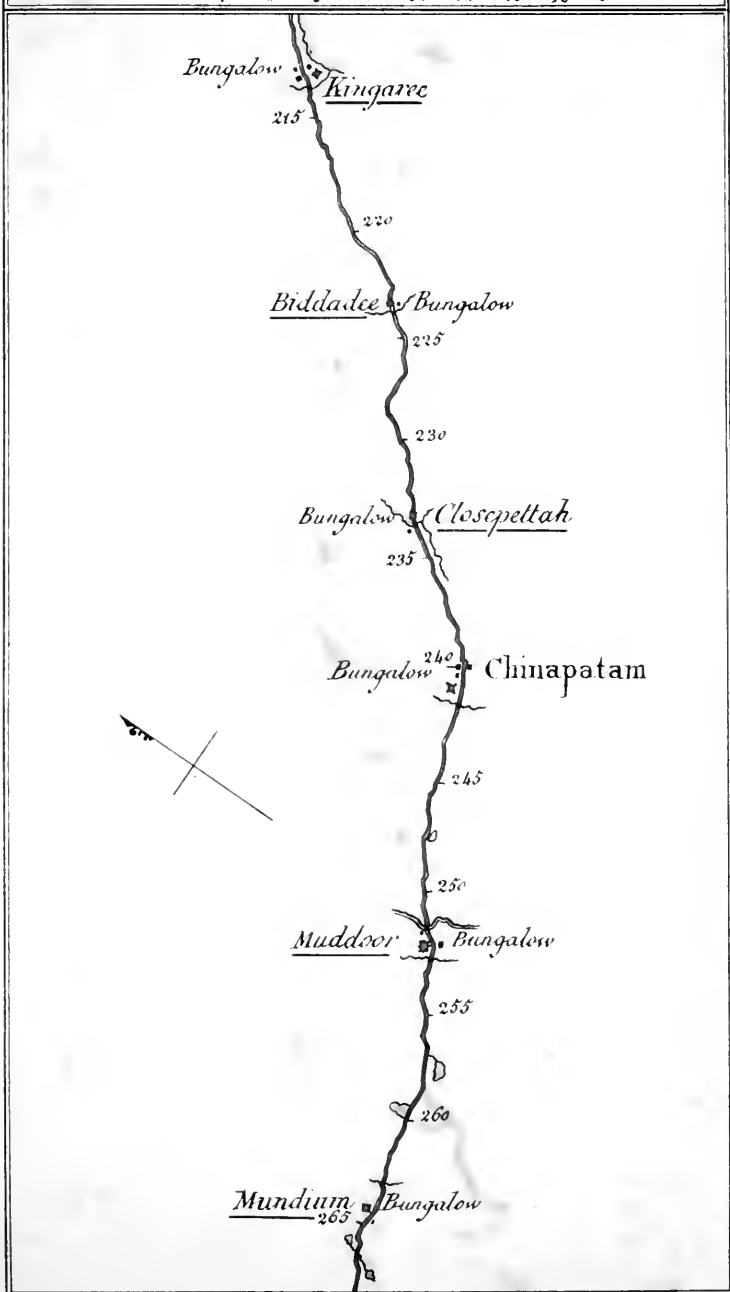 Bungalow Kingaree
215
220
Biddadee Bungalow
225
230
Bungalow Closepettah
235
240
Bungalow Chinapatam
245
250
Muddoor Bungalow
255
260
Mundium Bungalow
265